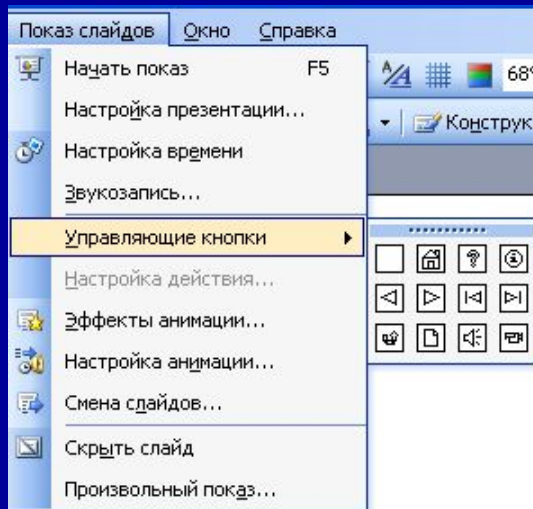 Показ слайдов Окно Справка
Начать показ F5
68%
Настройка презентации...
Конструк
Настройка времени
Звукозапись...
Управляющие кнопки
Настройка действия...
Эффекты анимации...
Настройка анимации...
Смена слайдов...
Скрыть слайд
Произвольный показ...